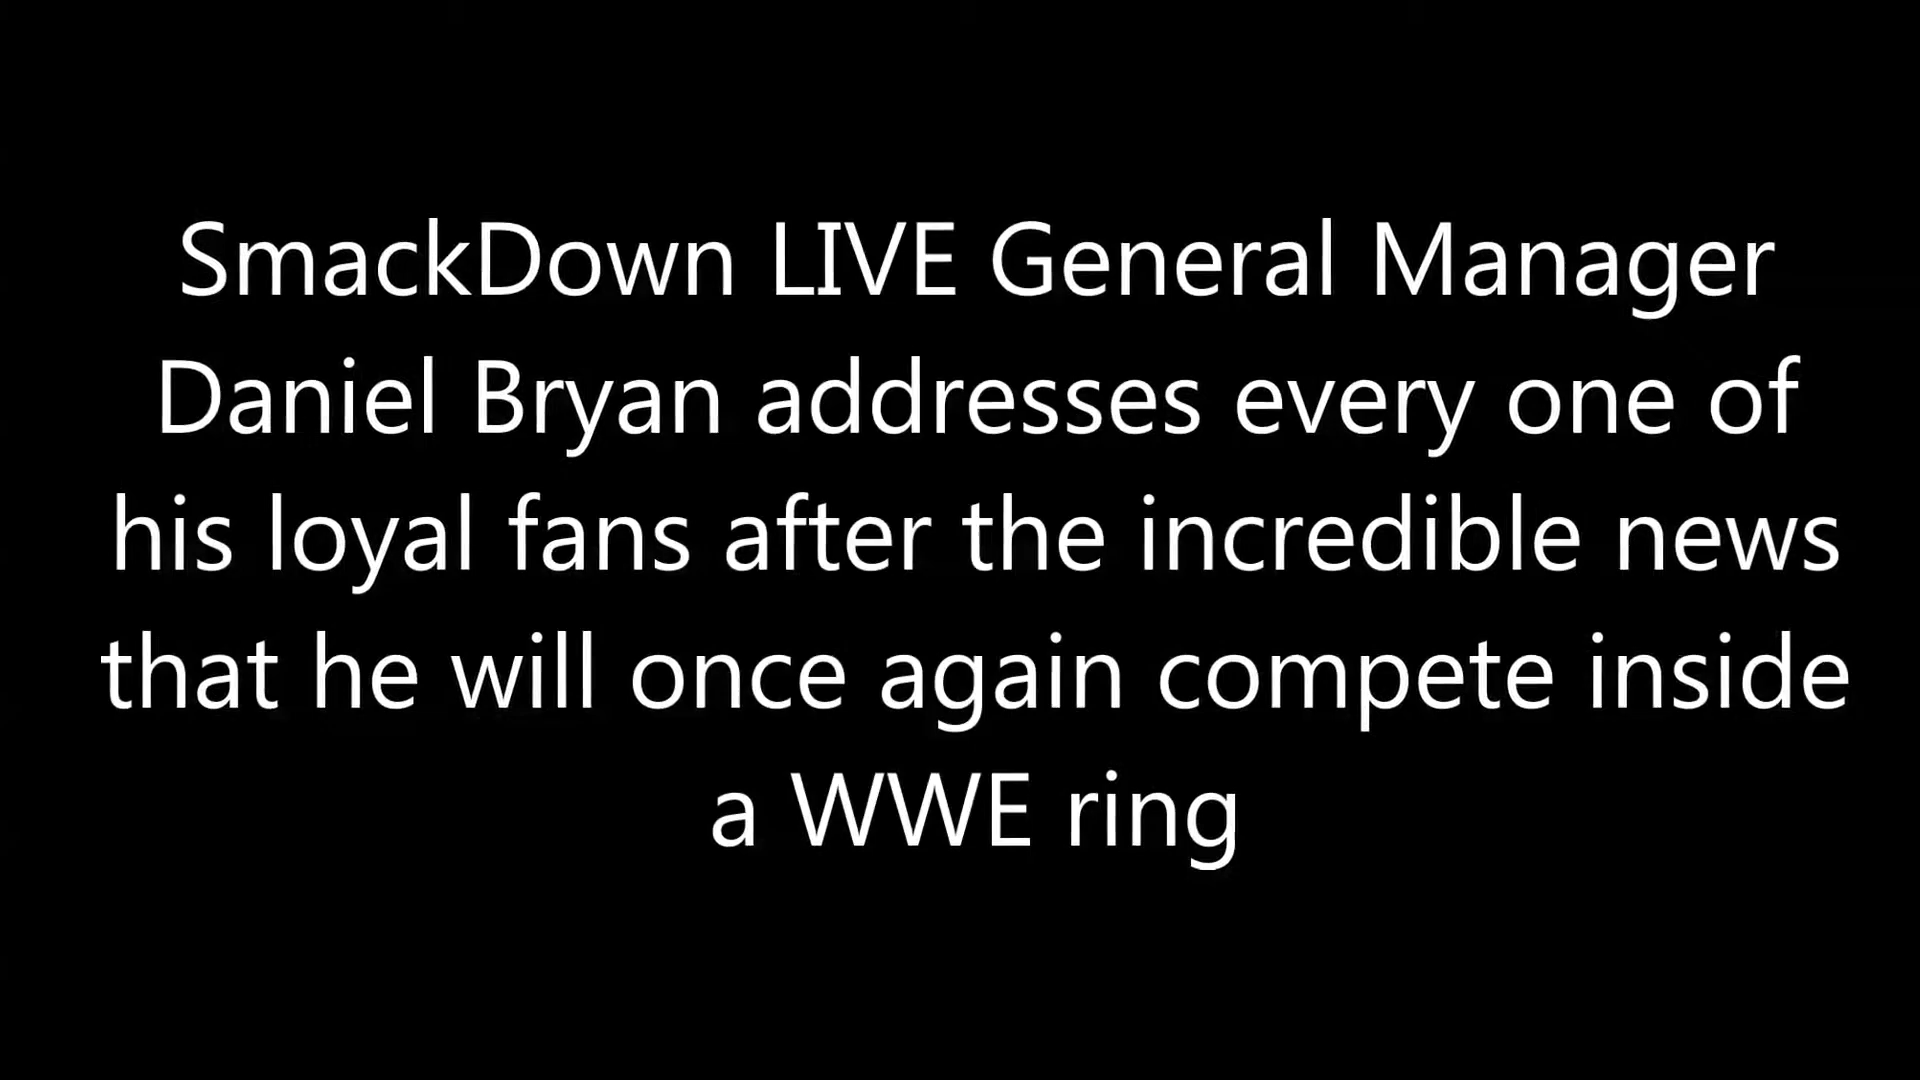 SmackDown LIVE General Manager
Daniel Bryan addresses every one of
his loyal fans after the incredible news
that he will once again compete inside
a WWE ring